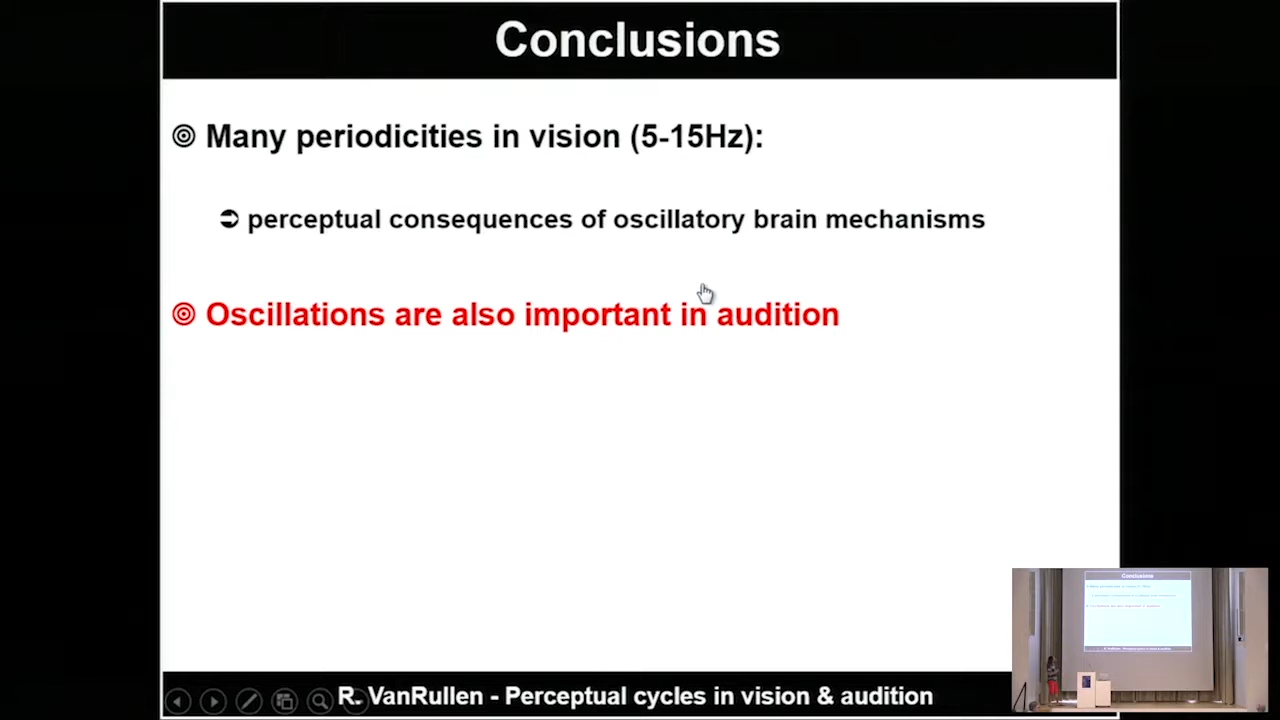 Conclusions
Many periodicities in vision (5-15Hz):
perceptual consequences of oscillatory brain mechanisms
Oscillations are also important in audition
R. VanRullen - Perceptual cycles in vision & audition
Conclusions